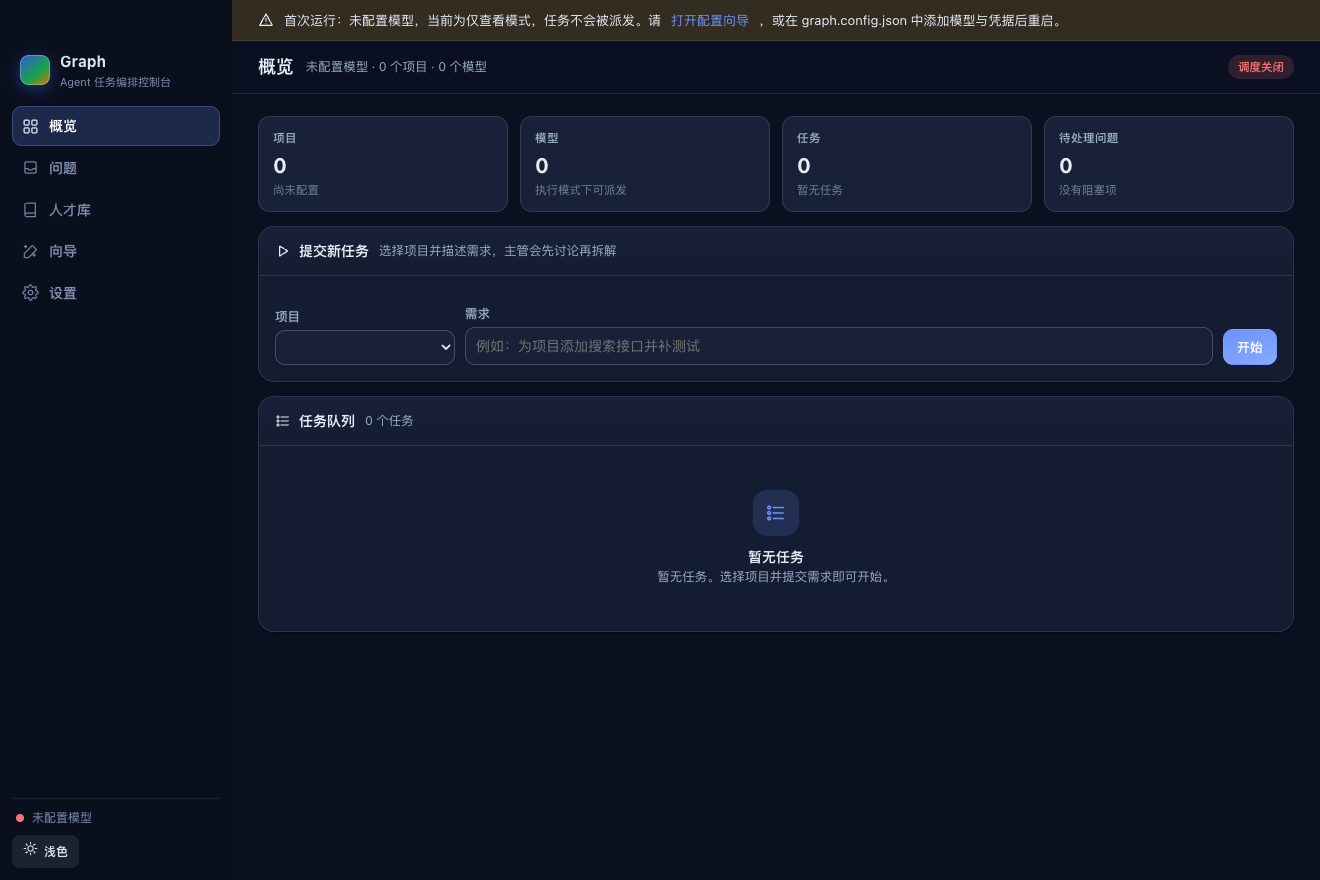 首次运行：未配置模型，当前为仅查看模式，任务不会被派发。请 打开配置向导 ，或在 graph.config.json 中添加模型与凭据后重启。
Graph
Agent 任务编排控制台
概览
问题
人才库
向导
设置
未配置模型
浅色
概览 未配置模型 · 0 个项目 · 0 个模型
调度关闭
项目
0
尚未配置
模型
0
执行模式下可派发
任务
0
暂无任务
待处理问题
0
没有阻塞项
提交新任务 选择项目并描述需求，主管会先讨论再拆解
项目
需求
例如：为项目添加搜索接口并补测试
开始
任务队列 0 个任务
暂无任务
暂无任务。选择项目并提交需求即可开始。